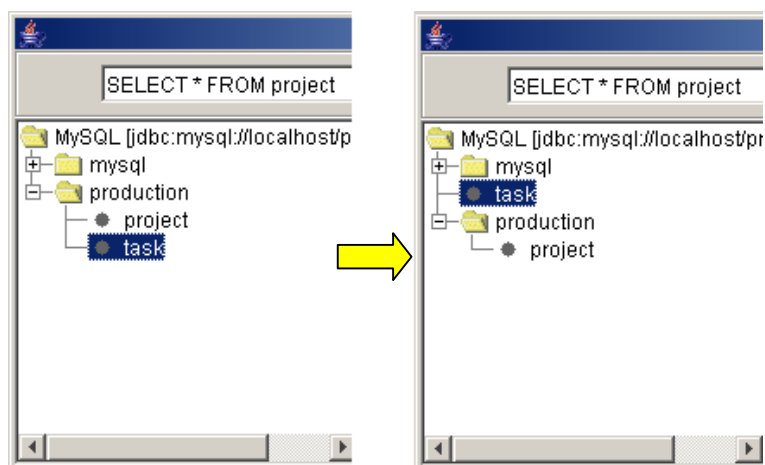 SELECT * FROM project
MySQL [jdbc:mysql://localhost/p
mysql
production
project
task
SELECT * FROM project
MySQL [jdbc:mysql://localhost/pr
mysql
task
production
project